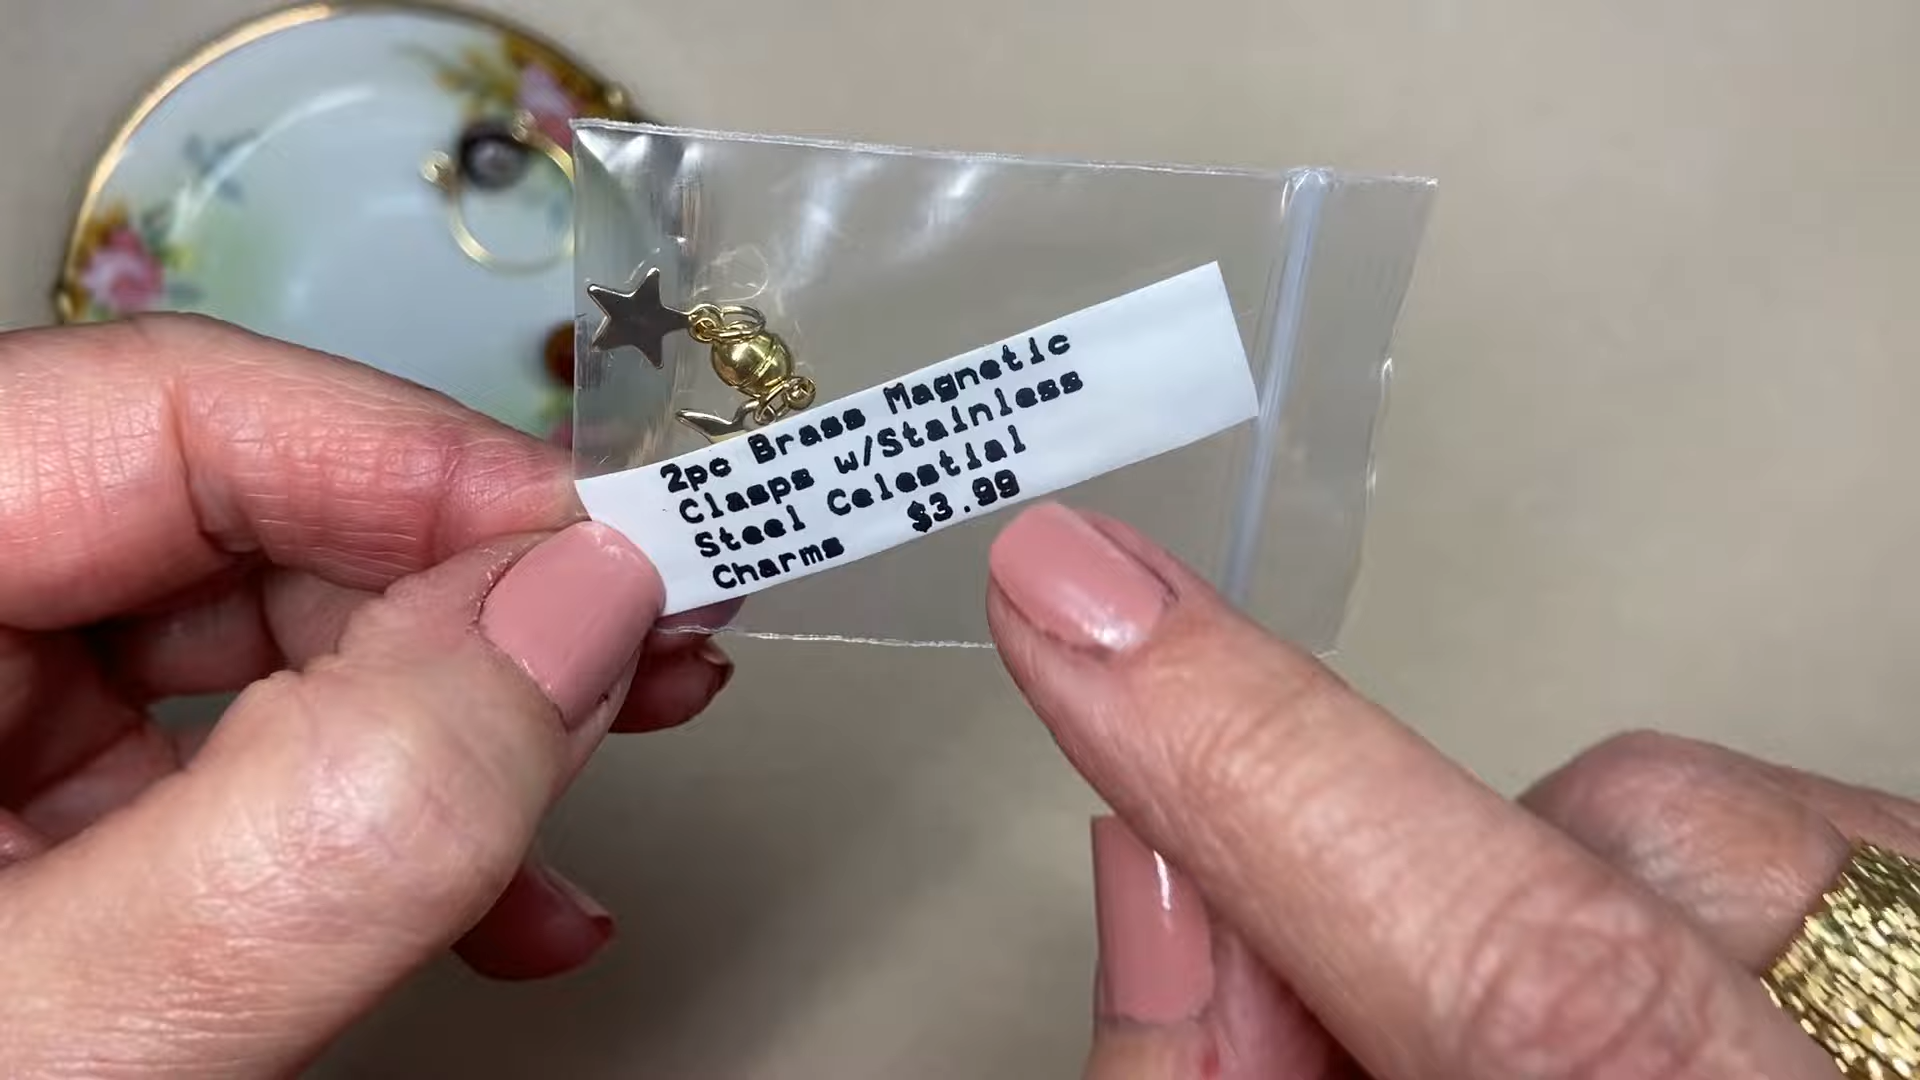 2pc Brass Magnetic
Clasps w/Stainless
Steel Celestial
Charms $3.99